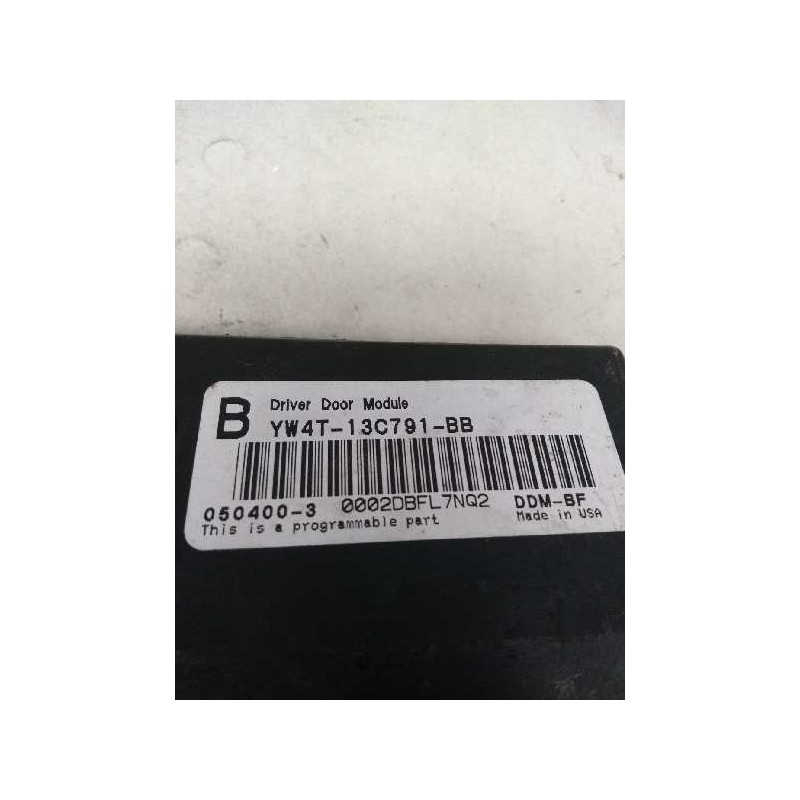 B
Driver Door Module
YW4T-13C791-BB
050400-3 0002DBFL7NQ2 DDM-BF
This is a programmable part Made in USA